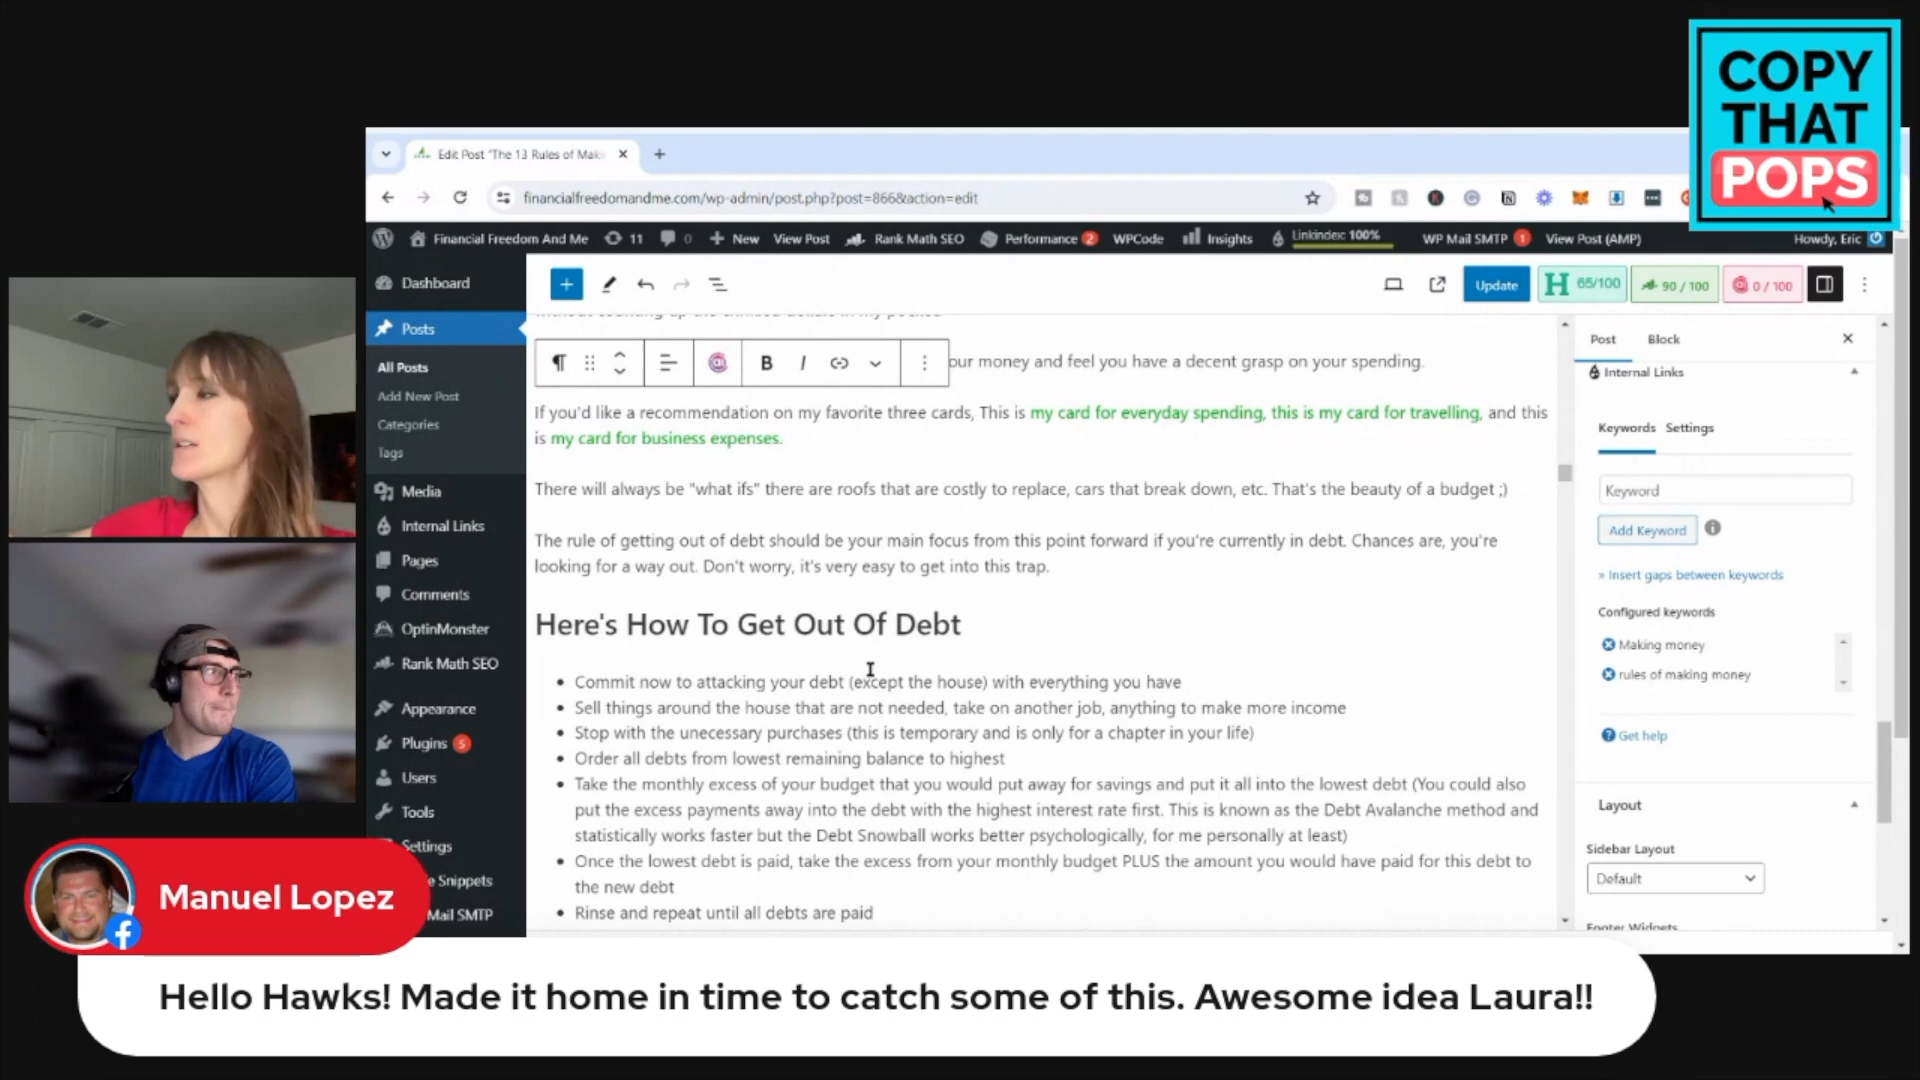 COPY
THAT
POPS
Edit Post "The 13 Rules of Mak
financialfreedomandme.com/wp-admin/post.php?post=866&action=edit
Financial Freedom And Me
11
0
New
View Post
Rank Math SEO
Performance 2
WPCode
Insights
Linkindex: 100%
WP Mail SMTP 1
View Post (AMP)
Howdy, Eric
Dashboard
Posts
All Posts
Add New Post
Categories
Tags
Media
Internal Links
Pages
Comments
OptinMonster
Rank Math SEO
Appearance
Plugins 5
Users
Tools
Settings
Snippets
Mail SMTP
Update
H 65/100
90 / 100
0 / 100
B I
our money and feel you have a decent grasp on your spending.
If you'd like a recommendation on my favorite three cards, This is my card for everyday spending, this is my card for travelling, and this
is my card for business expenses.
There will always be "what ifs" there are roofs that are costly to replace, cars that break down, etc. That's the beauty of a budget ;)
The rule of getting out of debt should be your main focus from this point forward if you're currently in debt. Chances are, you're
looking for a way out. Don't worry, it's very easy to get into this trap.
Here's How To Get Out Of Debt
• Commit now to attacking your debt (except the house) with everything you have
• Sell things around the house that are not needed, take on another job, anything to make more income
• Stop with the unecessary purchases (this is temporary and is only for a chapter in your life)
• Order all debts from lowest remaining balance to highest
• Take the monthly excess of your budget that you would put away for savings and put it all into the lowest debt (You could also
put the excess payments away into the debt with the highest interest rate first. This is known as the Debt Avalanche method and
statistically works faster but the Debt Snowball works better psychologically, for me personally at least)
• Once the lowest debt is paid, take the excess from your monthly budget PLUS the amount you would have paid for this debt to
the new debt
• Rinse and repeat until all debts are paid
Post
Block
Internal Links
Keywords
Settings
Keyword
Add Keyword
» Insert gaps between keywords
Configured keywords
Making money
rules of making money
Get help
Layout
Sidebar Layout
Default
Footer Widgets
Manuel Lopez
Hello Hawks! Made it home in time to catch some of this. Awesome idea Laura!!